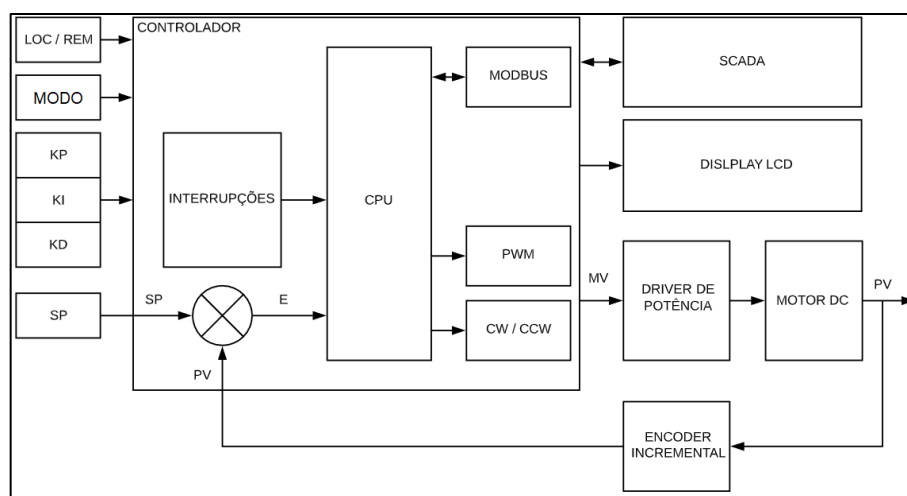 CONTROLADOR
LOC / REM
MODO
KP
KI
KD
SP
INTERRUPÇÕES
SP
E
PV
CPU
MODBUS
PWM
CW / CCW
SCADA
DISLPLAY LCD
MV
DRIVER DE
POTÊNCIA
MOTOR DC
PV
ENCODER
INCREMENTAL